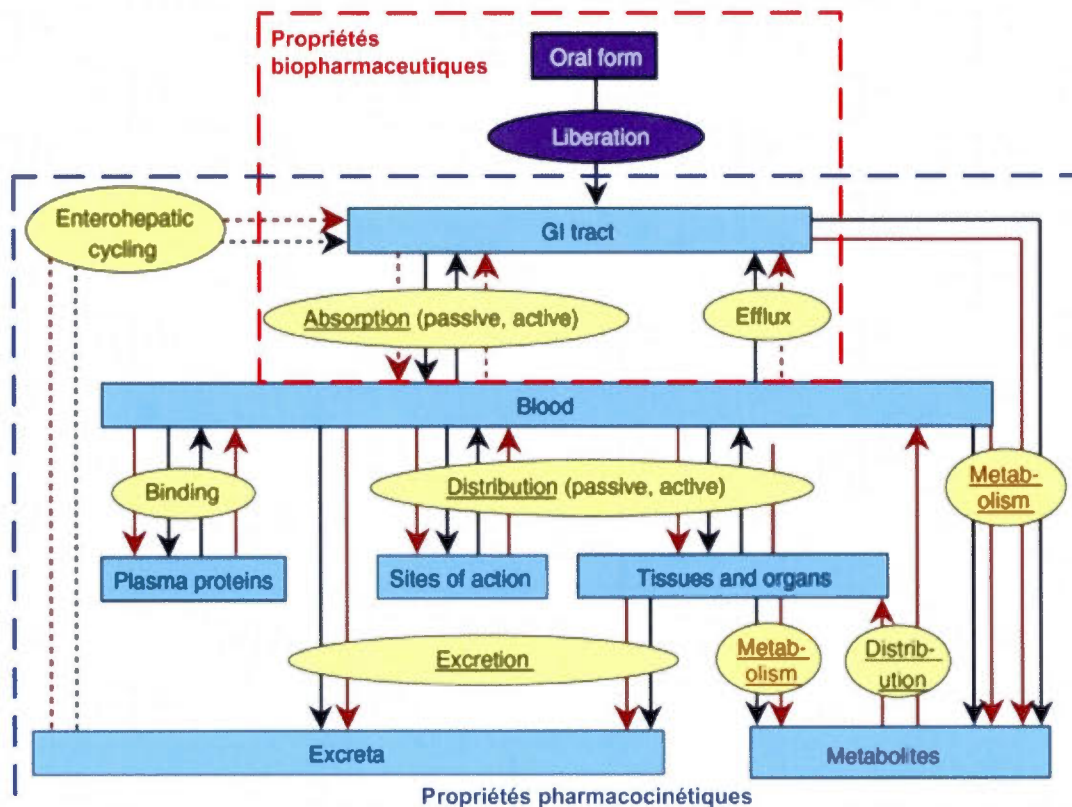 Propriétés
biopharmaceutiques
Oral form
Liberation
Enterohepatic
cycling
GI tract
Absorption (passive, active)
Efflux
Blood
Binding
Distribution (passive, active)
Metab-
olism
Plasma proteins
Sites of action
Tissues and organs
Excretion
Metab-
olism
Distrib-
ution
Excreta
Metabolites
Propriétés pharmacocinétiques